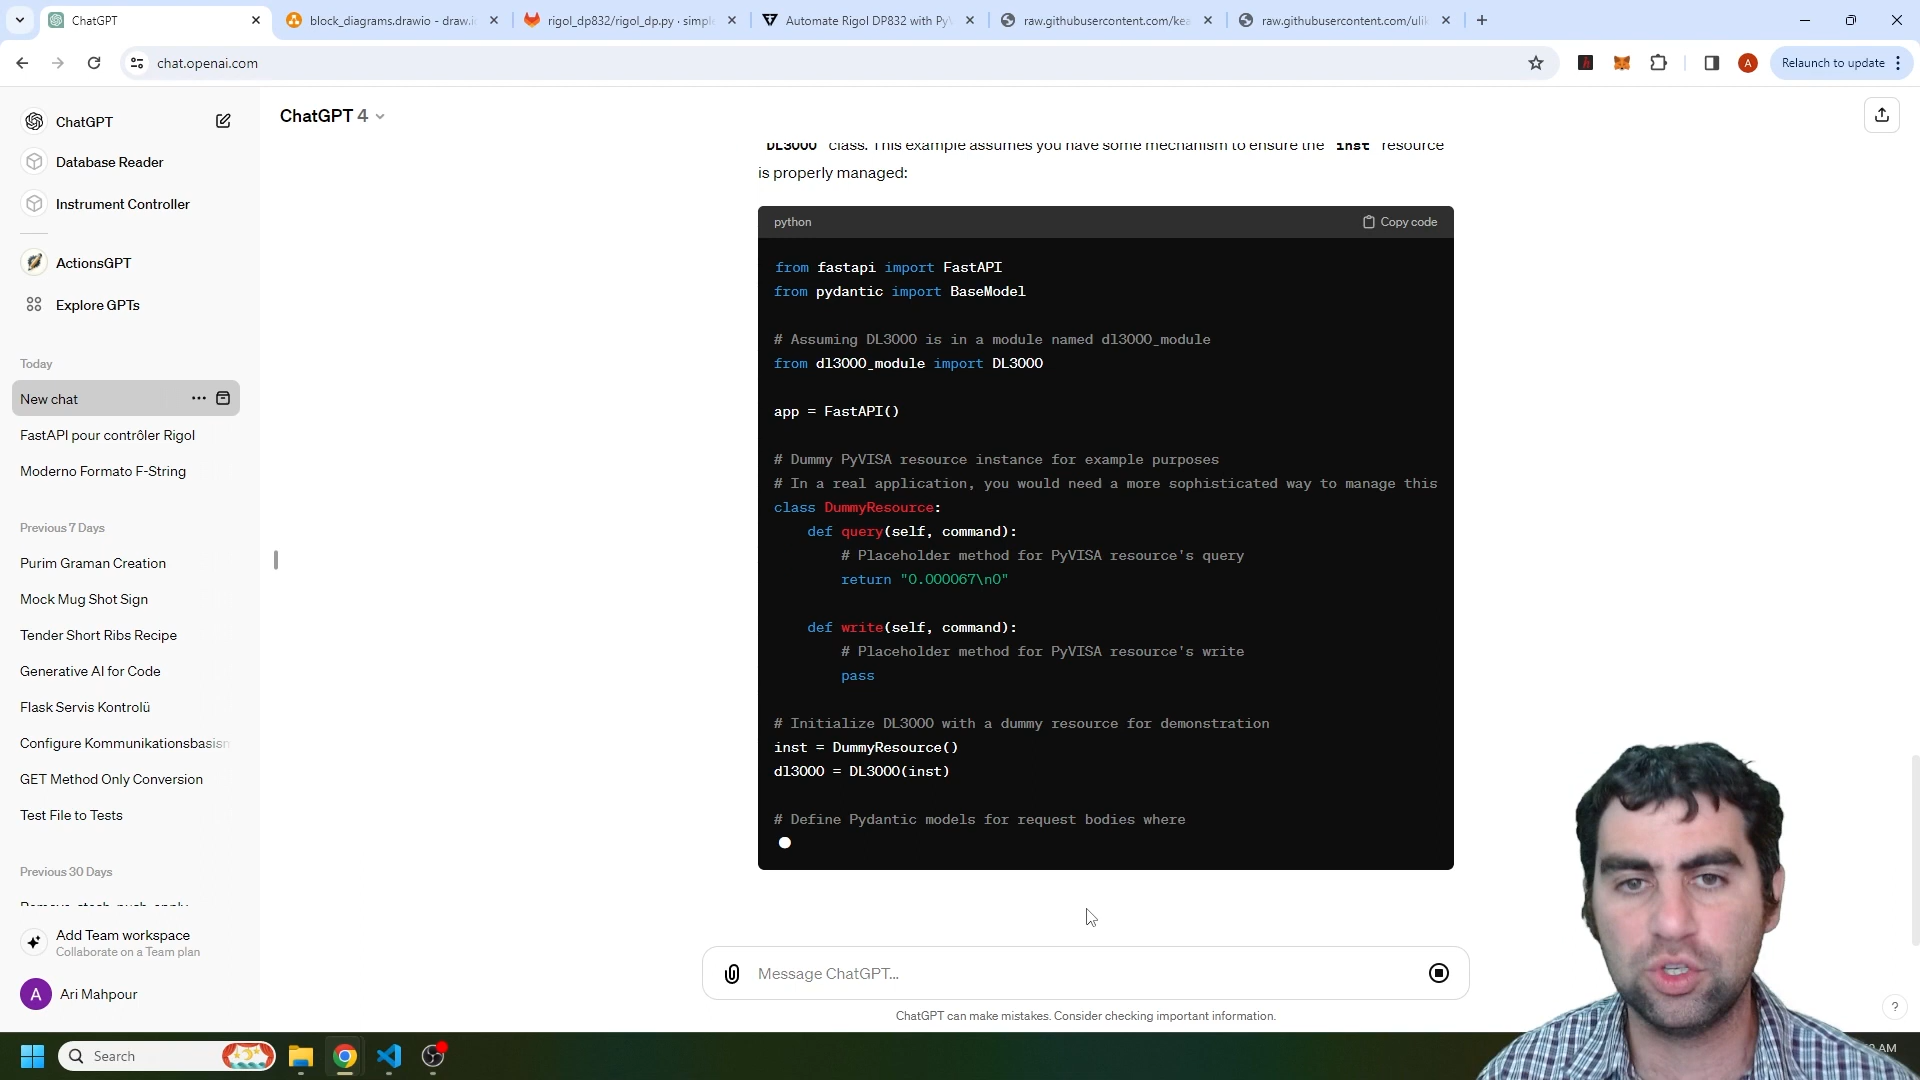 ChatGPT
block_diagrams.drawio - draw.i
rigol_dp832/rigol_dp.py · simple
Automate Rigol DP832 with Py
raw.githubusercontent.com/kea
raw.githubusercontent.com/ulik
chat.openai.com
A
Relaunch to update
ChatGPT
Database Reader
Instrument Controller
ActionsGPT
Explore GPTs
Today
New chat
FastAPI pour contrôler Rigol
Moderno Formato F-String
Previous 7 Days
Purim Graman Creation
Mock Mug Shot Sign
Tender Short Ribs Recipe
Generative AI for Code
Flask Servis Kontrolü
Configure Kommunikationsbasisn
GET Method Only Conversion
Test File to Tests
Previous 30 Days
Add Team workspace
Collaborate on a Team plan
A
Ari Mahpour
ChatGPT 4
DL3000 class. This example assumes you have some mechanism to ensure the inst resource
is properly managed:
python
Copy code
from fastapi import FastAPI
from pydantic import BaseModel
# Assuming DL3000 is in a module named dl3000_module
from dl3000_module import DL3000
app = FastAPI()
# Dummy PyVISA resource instance for example purposes
# In a real application, you would need a more sophisticated way to manage this
class DummyResource:
def query(self, command):
# Placeholder method for PyVISA resource's query
return "0.000067\n0"
def write(self, command):
# Placeholder method for PyVISA resource's write
pass
# Initialize DL3000 with a dummy resource for demonstration
inst = DummyResource()
dl3000 = DL3000(inst)
# Define Pydantic models for request bodies where
Message ChatGPT...
ChatGPT can make mistakes. Consider checking important information.
?
Search
AM